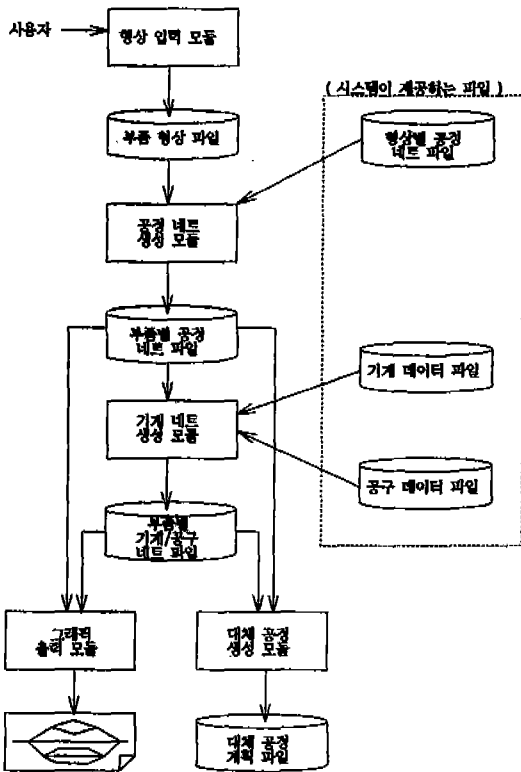 사용자
형상 입력 모듈
( 시스템이 제공하는 파일 )
부품 형상 파일
형상별 공정
네트 파일
공정 네트
생성 모듈
부품별 공정
네트 파일
기계 데이터 파일
기계 네트
생성 모듈
공구 데이터 파일
부품별
기계/공구
네트 파일
그래픽
출력 모듈
대체 공정
생성 모듈
대체 공정
계획 파일